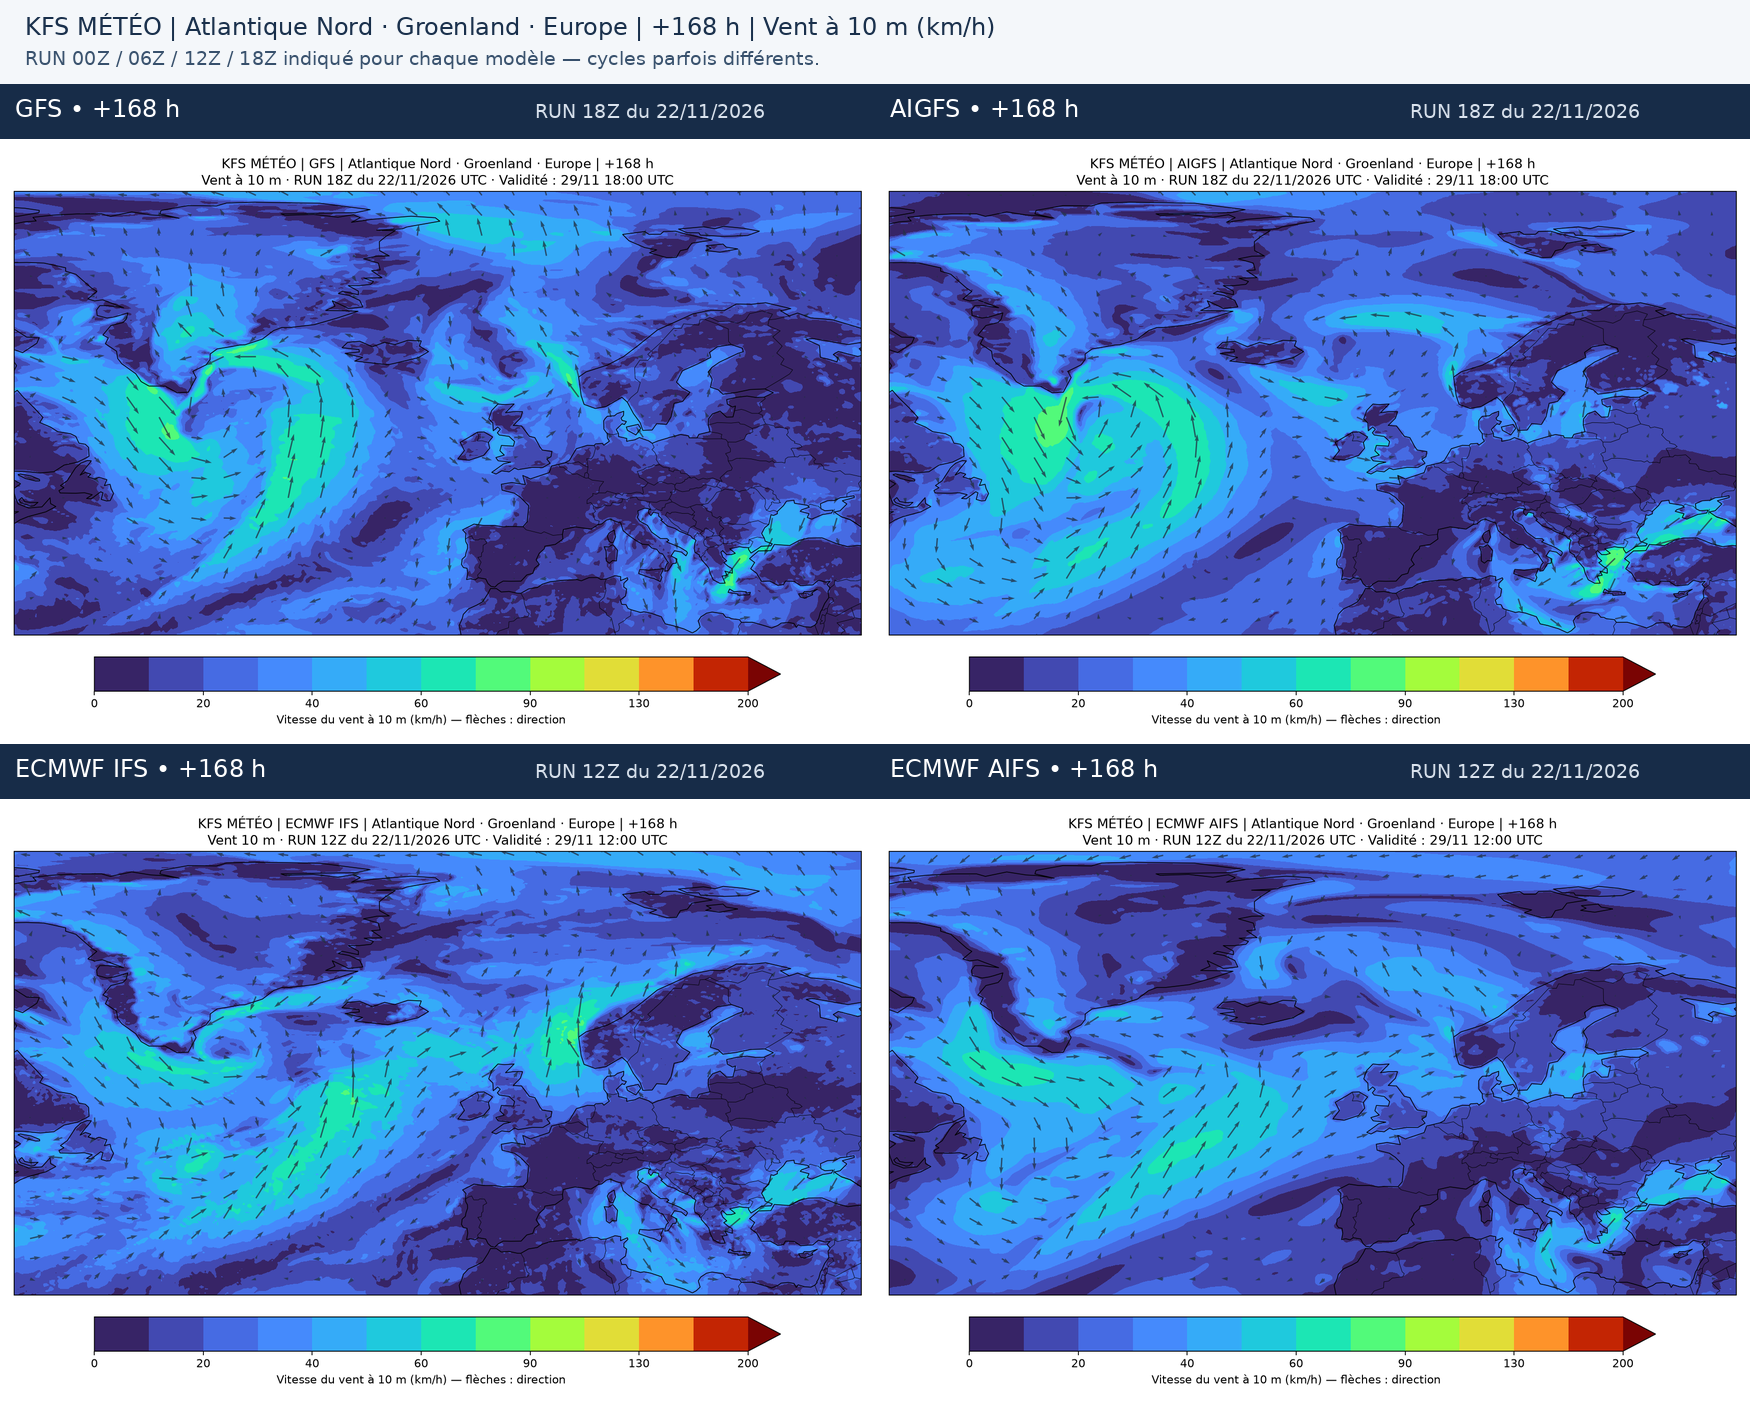 KFS MÉTÉO | Atlantique Nord · Groenland · Europe | +168 h | Vent à 10 m (km/h)
RUN 00Z / 06Z / 12Z / 18Z indiqué pour chaque modèle — cycles parfois différents.
GFS • +168 h
RUN 18Z du 22/11/2026
AIGFS • +168 h
RUN 18Z du 22/11/2026
KFS MÉTÉO | GFS | Atlantique Nord · Groenland · Europe | +168 h
Vent à 10 m · RUN 18Z du 22/11/2026 UTC · Validité : 29/11 18:00 UTC
KFS MÉTÉO | AIGFS | Atlantique Nord · Groenland · Europe | +168 h
Vent à 10 m · RUN 18Z du 22/11/2026 UTC · Validité : 29/11 18:00 UTC
0 20 40 60 90 130 200
Vitesse du vent à 10 m (km/h) — flèches : direction
0 20 40 60 90 130 200
Vitesse du vent à 10 m (km/h) — flèches : direction
ECMWF IFS • +168 h
RUN 12Z du 22/11/2026
ECMWF AIFS • +168 h
RUN 12Z du 22/11/2026
KFS MÉTÉO | ECMWF IFS | Atlantique Nord · Groenland · Europe | +168 h
Vent 10 m · RUN 12Z du 22/11/2026 UTC · Validité : 29/11 12:00 UTC
KFS MÉTÉO | ECMWF AIFS | Atlantique Nord · Groenland · Europe | +168 h
Vent 10 m · RUN 12Z du 22/11/2026 UTC · Validité : 29/11 12:00 UTC
0 20 40 60 90 130 200
Vitesse du vent à 10 m (km/h) — flèches : direction
0 20 40 60 90 130 200
Vitesse du vent à 10 m (km/h) — flèches : direction